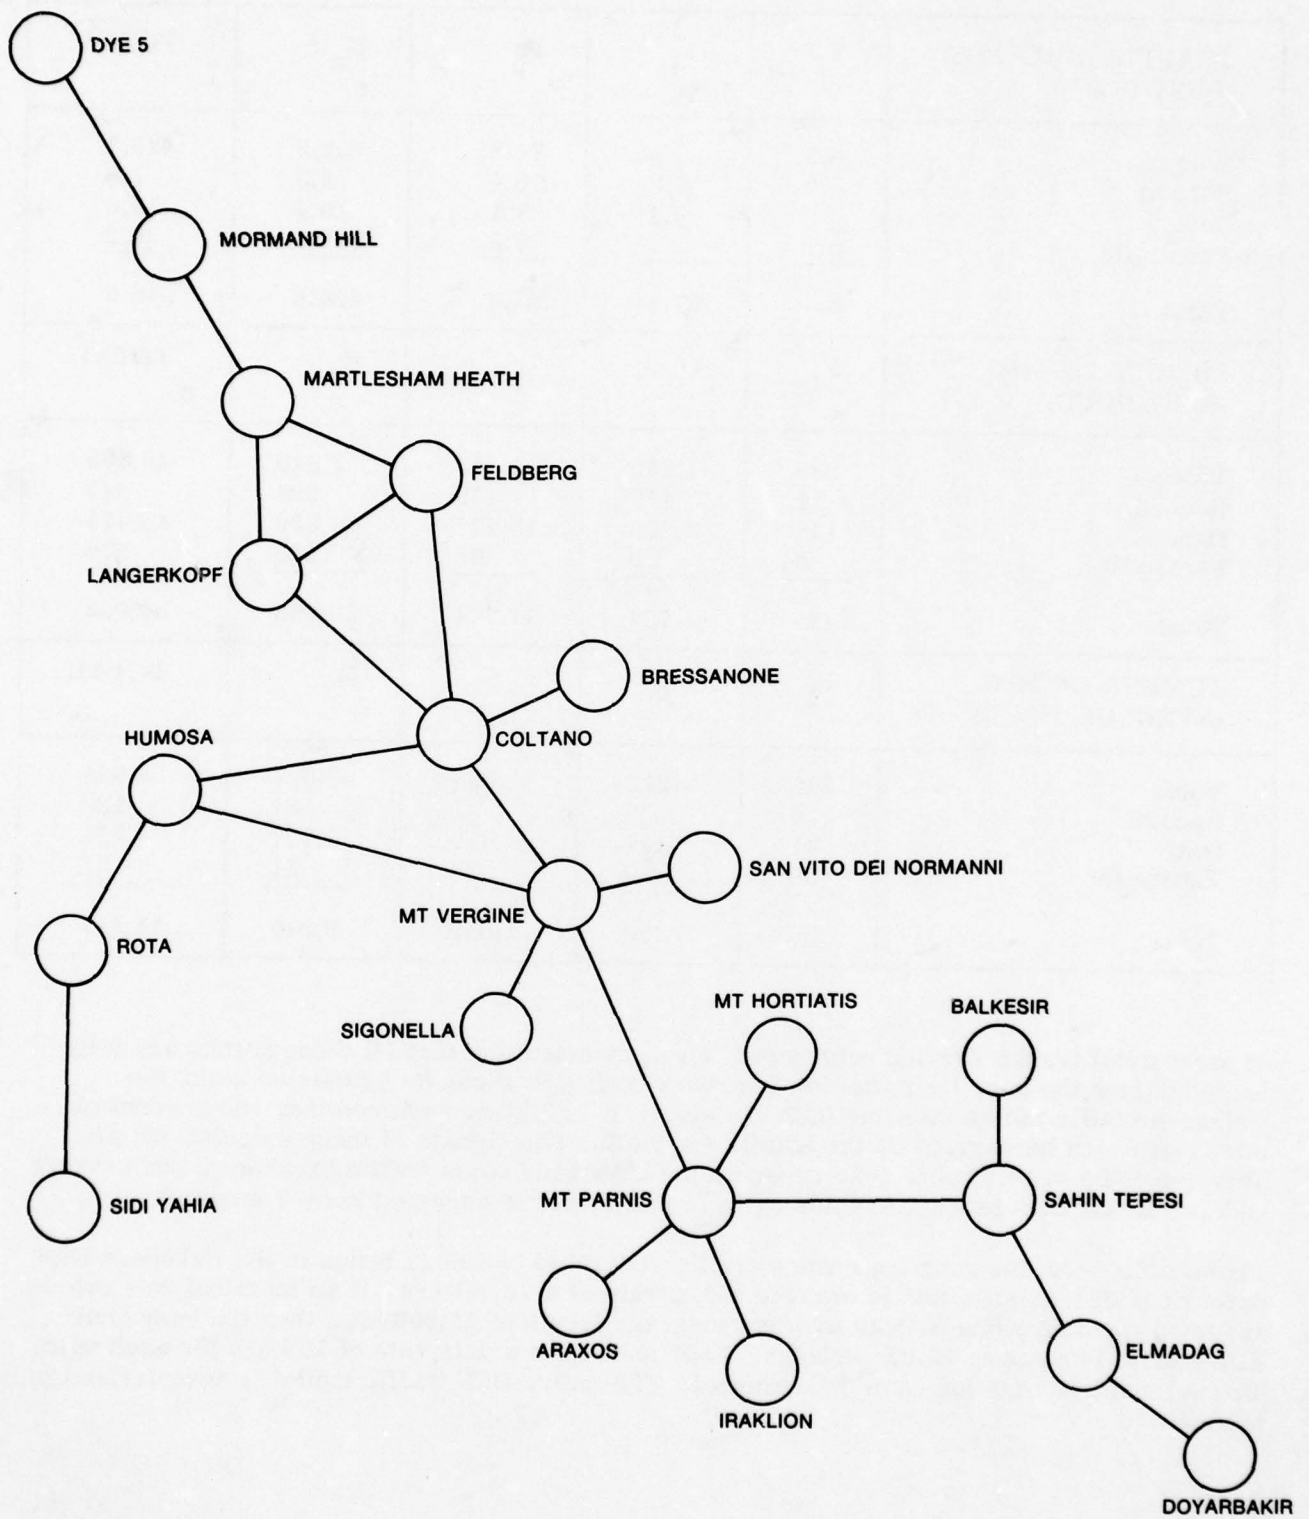 DYE 5
MORMAND HILL
MARTLESHAM HEATH
FELDBERG
LANGERKOPF
BRESSANONE
HUMOSA
COLTANO
SAN VITO DEI NORMANNI
MT VERGINE
ROTA
MT HORTIATIS
BALKESIR
SIGONELLA
MT PARNIS
SAHIN TEPESI
SIDI YAHIA
ARAXOS
ELMADAG
IRAKLION
DOYARBAKIR